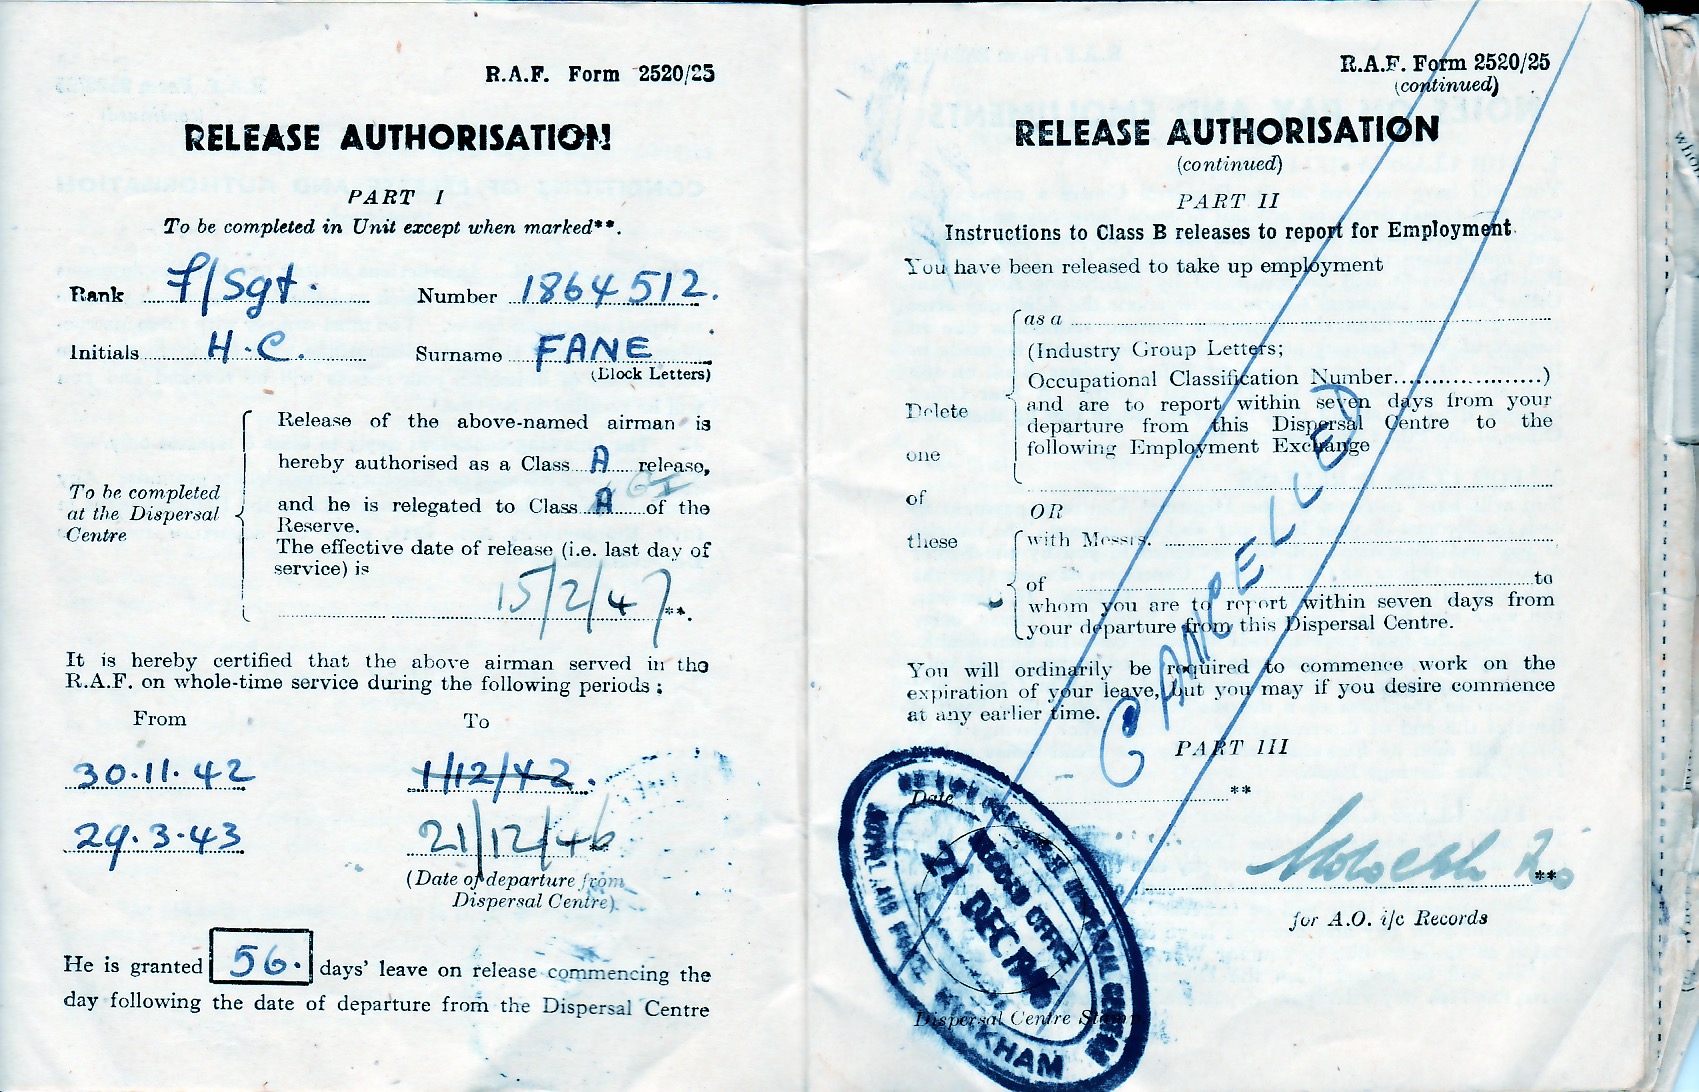 R.A.F. Form 2520/25
RELEASE AUTHORISATION
PART I
To be completed in Unit except when marked**.
Rank F/Sgt. Number 1864512.
Initials H.C. Surname FANE
(Block Letters)
To be completed
at the Dispersal
Centre
Release of the above-named airman is
hereby authorised as a Class A release,
and he is relegated to Class A of the
Reserve.
The effective date of release (i.e. last day of
service) is
15/2/47 **.
It is hereby certified that the above airman served in the
R.A.F. on whole-time service during the following periods:
From To
30.11.42 1/12/42.
29.3.43 21/12/46
(Date of departure from
Dispersal Centre).
He is granted 56. days' leave on release commencing the
day following the date of departure from the Dispersal Centre
R.A.F. Form 2520/25
(continued)
RELEASE AUTHORISATION
(continued)
PART II
Instructions to Class B releases to report for Employment.
You have been released to take up employment
Delete
one
of
these
as a
(Industry Group Letters;
Occupational Classification Number....................)
and are to report within seven days from your
departure from this Dispersal Centre to the
following Employment Exchange
OR
with Messrs.
of to
whom you are to report within seven days from
your departure from this Dispersal Centre.
CANCELLED
You will ordinarily be required to commence work on the
expiration of your leave, but you may if you desire commence
at any earlier time.
PART III
Date **
**
for A.O. i/c Records
DISPERSAL CENTRE
ROYAL AIR FORCE
RECORD OFFICE
21 DEC 1946
KHAM
Dispersal Centre Stamp